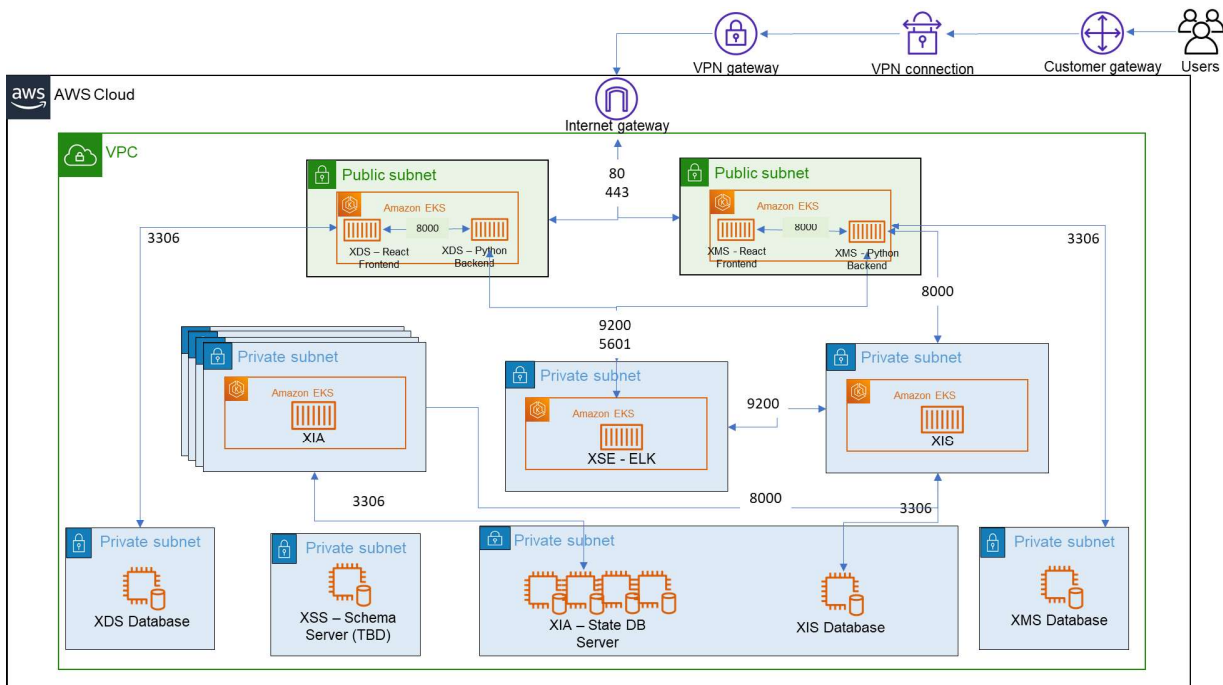 VPN gateway
VPN connection
Customer gateway
Users
aws
AWS Cloud
Internet gateway
VPC
80
443
Public subnet
Amazon EKS
8000
XDS – React
Frontend
XDS – Python
Backend
Public subnet
Amazon EKS
8000
XMS - React
Frontend
XMS - Python
Backend
3306
3306
8000
9200
5601
Private subnet
Amazon EKS
XIA
Private subnet
Amazon EKS
XSE - ELK
9200
Private subnet
Amazon EKS
XIS
3306
8000
3306
Private subnet
XDS Database
Private subnet
XSS – Schema
Server (TBD)
Private subnet
XIA – State DB
Server
XIS Database
Private subnet
XMS Database